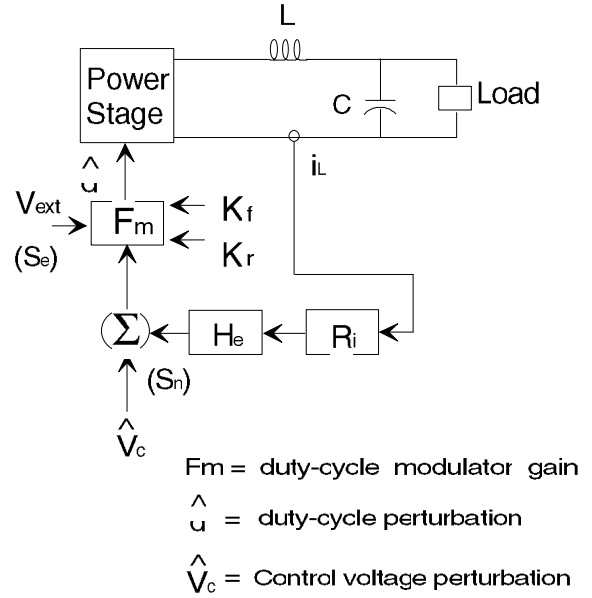 L
Power
Stage
C
Load
^
u
iL
Vext
Fm
Kf
(Se)
Kr
(Σ)
He
Ri
(Sn)
^
Vc
Fm = duty-cycle modulator gain
^
u = duty-cycle perturbation
^
Vc = Control voltage perturbation